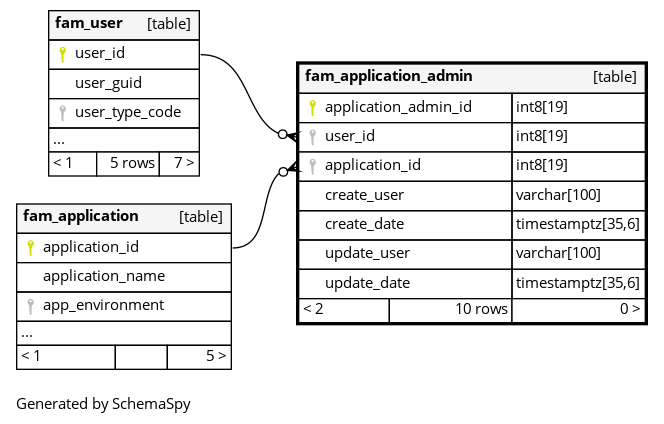 fam_user [table]
user_id
user_guid
user_type_code
...
< 1 5 rows 7 >
fam_application_admin [table]
application_admin_id int8[19]
user_id int8[19]
application_id int8[19]
create_user varchar[100]
create_date timestamptz[35,6]
update_user varchar[100]
update_date timestamptz[35,6]
< 2 10 rows 0 >
fam_application [table]
application_id
application_name
app_environment
...
< 1 5 >
Generated by SchemaSpy